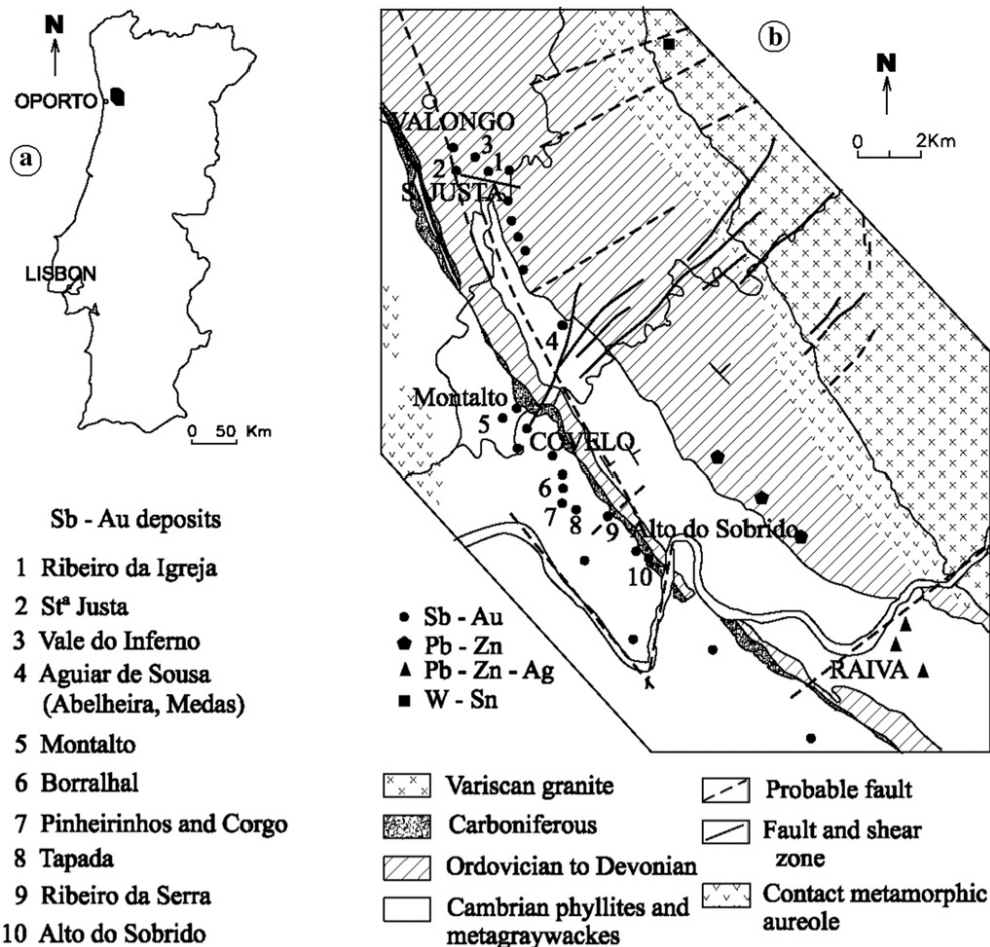 N
OPORTO
a
LISBON
0 50 Km
Sb - Au deposits
1 Ribeiro da Igreja
2 Stª Justa
3 Vale do Inferno
4 Aguiar de Sousa
(Abelheira, Medas)
5 Montalto
6 Borralhal
7 Pinheirinhos and Corgo
8 Tapada
9 Ribeiro da Serra
10 Alto do Sobrido
b
N
0 2Km
VALONGO
3
2 1
S. JUSTA
4
Montalto
5
COVELO
6
7 8
9
Alto do Sobrido
10
RAIVA
Sb - Au
Pb - Zn
Pb - Zn - Ag
W - Sn
Variscan granite
Carboniferous
Ordovician to Devonian
Cambrian phyllites and
metagraywackes
Probable fault
Fault and shear
zone
Contact metamorphic
aureole